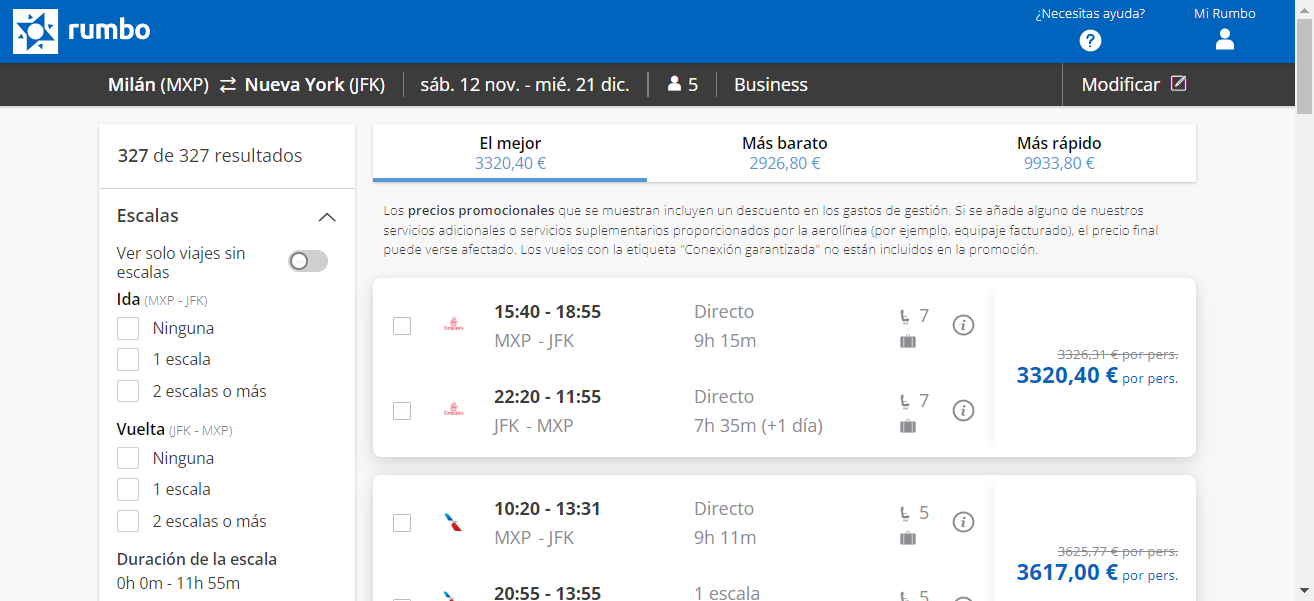 rumbo
¿Necesitas ayuda?
Mi Rumbo
Milán (MXP) ⇄ Nueva York (JFK)
sáb. 12 nov. - mié. 21 dic.
5
Business
Modificar
327 de 327 resultados
Escalas
Ver solo viajes sin
escalas
Ida (MXP - JFK)
Ninguna
1 escala
2 escalas o más
Vuelta (JFK - MXP)
Ninguna
1 escala
2 escalas o más
Duración de la escala
0h 0m - 11h 55m
El mejor
3320,40 €
Más barato
2926,80 €
Más rápido
9933,80 €
Los precios promocionales que se muestran incluyen un descuento en los gastos de gestión. Si se añade alguno de nuestros
servicios adicionales o servicios suplementarios proporcionados por la aerolínea (por ejemplo, equipaje facturado), el precio final
puede verse afectado. Los vuelos con la etiqueta "Conexión garantizada" no están incluidos en la promoción.
Emirates
15:40 - 18:55
MXP - JFK
Directo
9h 15m
7
Emirates
22:20 - 11:55
JFK - MXP
Directo
7h 35m (+1 día)
7
3326,31 € por pers.
3320,40 € por pers.
10:20 - 13:31
MXP - JFK
Directo
9h 11m
5
20:55 - 13:55
1 escala
5
3625,77 € por pers.
3617,00 € por pers.